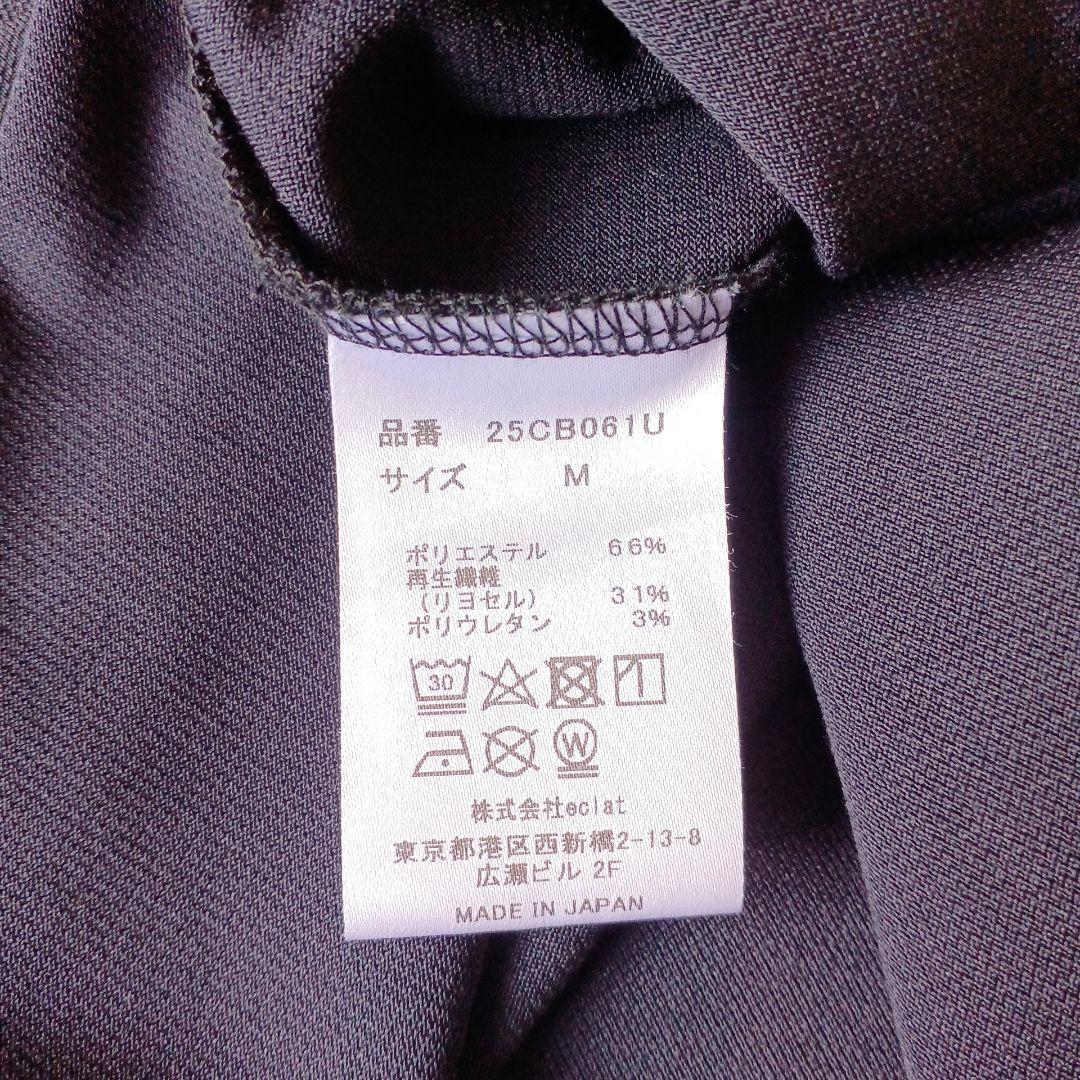 品番 25CB061U
サイズ M
ポリエステル 66%
再生繊維
(リヨセル) 31%
ポリウレタン 3%
30
W
株式会社eclat
東京都港区西新橋2-13-8
広瀬ビル 2F
MADE IN JAPAN